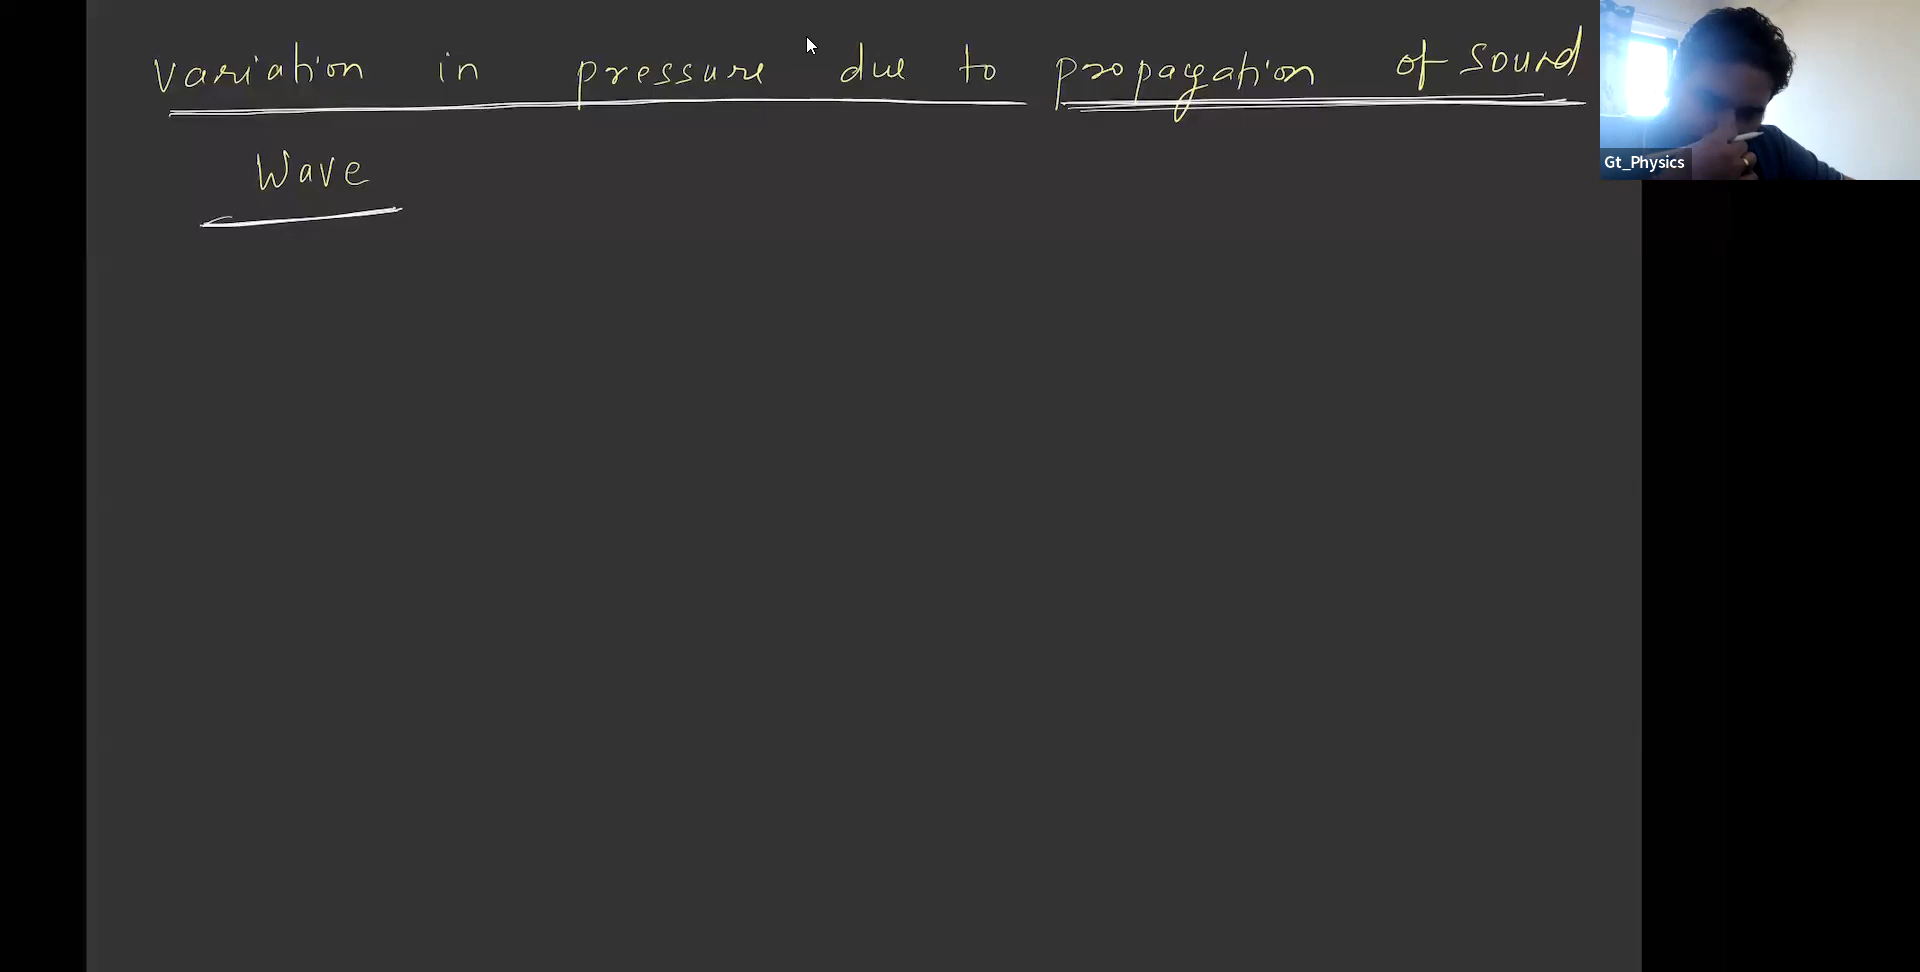 variation in pressure due to propagation of sound
Wave
Gt_Physics